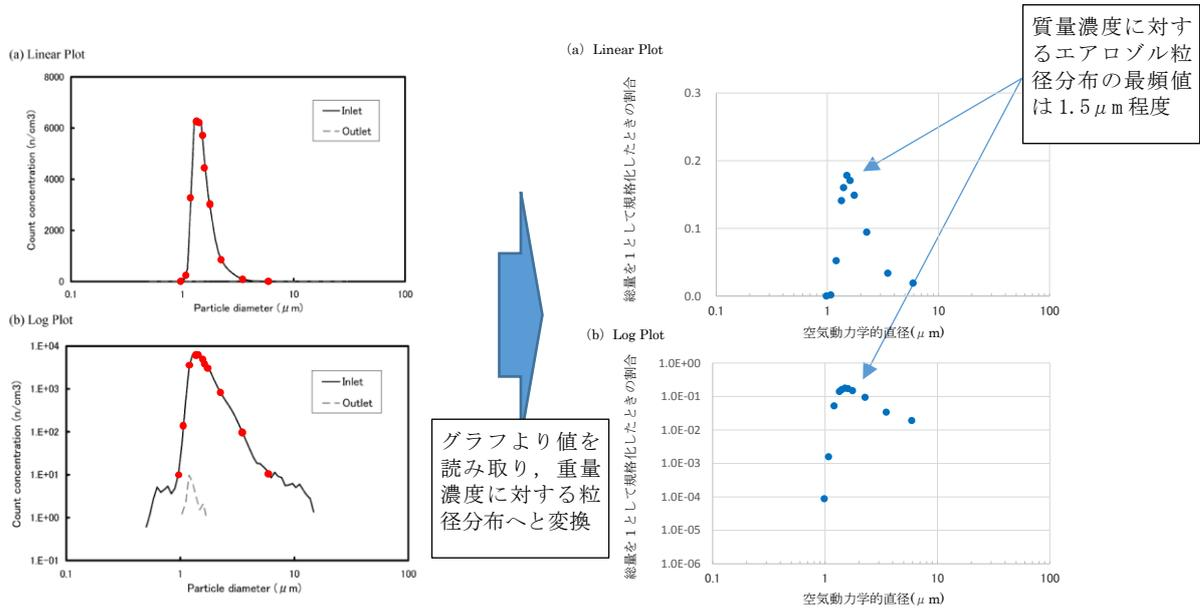 (a) Linear Plot
Count concentration (n/cm3)
8000
6000
4000
2000
0
Inlet
Outlet
0.1
1
10
100
Particle diameter (μm)
(b) Log Plot
Count concentration (n/cm3)
1.E+04
1.E+03
1.E+02
1.E+01
1.E+00
1.E-01
Inlet
Outlet
0.1
1
10
100
Particle diameter (μm)
グラフより値を
読み取り，重量
濃度に対する粒
径分布へと変換
(a) Linear Plot
総量を1として規格化したときの割合
0.3
0.2
0.1
0.0
0.1
1
10
100
空気動力学的直径(μm)
(b) Log Plot
総量を1として規格化したときの割合
1.0E+00
1.0E-01
1.0E-02
1.0E-03
1.0E-04
1.0E-05
1.0E-06
0.1
1
10
100
空気動力学的直径(μm)
質量濃度に対す
るエアロゾル粒
径分布の最頻値
は1.5μm程度